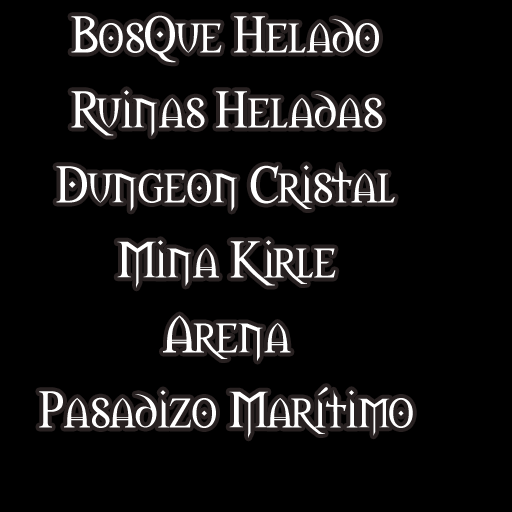 Bosque Helado
Ruinas Heladas
Dungeon Cristal
Mina Kirle
Arena
Pasadizo Marítimo